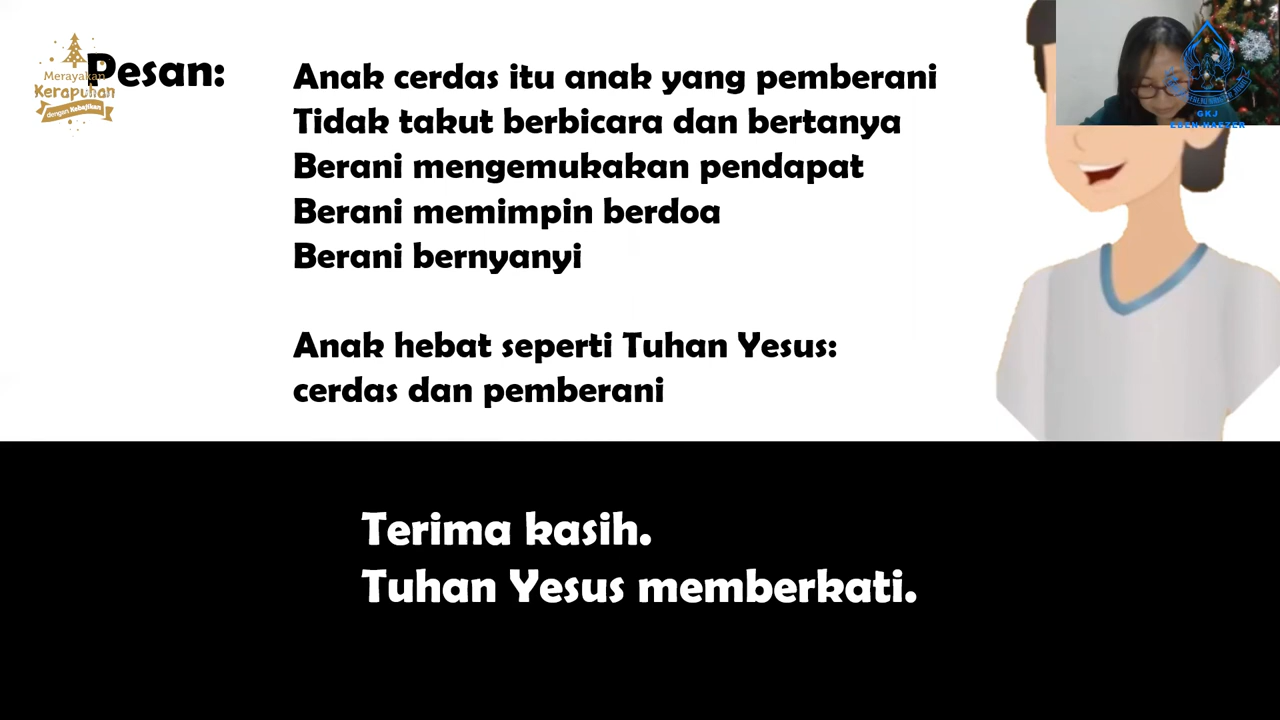 Merayakan
Kerapuhan
dengan Kebajikan
Pesan:
Anak cerdas itu anak yang pemberani
Tidak takut berbicara dan bertanya
Berani mengemukakan pendapat
Berani memimpin berdoa
Berani bernyanyi
Anak hebat seperti Tuhan Yesus:
cerdas dan pemberani
GKJ
EBEN-HAEZER
Terima kasih.
Tuhan Yesus memberkati.